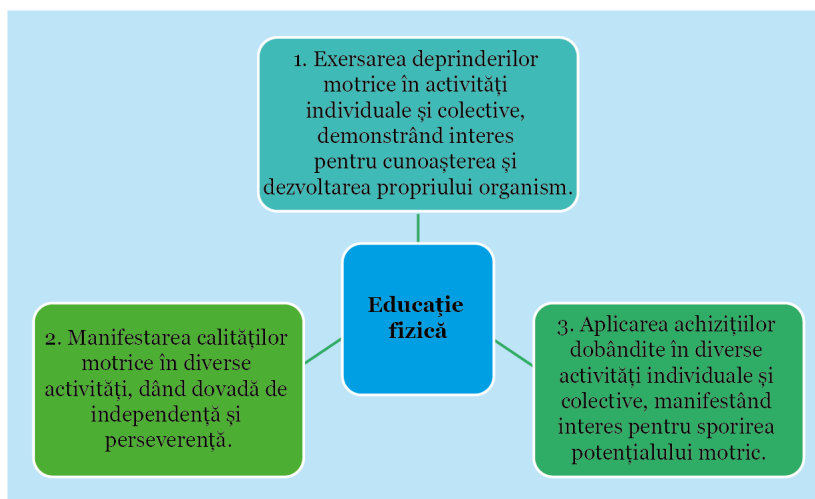 1. Exersarea deprinderilor
motrice în activități
individuale și colective,
demonstrând interes
pentru cunoașterea și
dezvoltarea propriului organism.
Educaţie
fizică
2. Manifestarea calităților
motrice în diverse
activități, dând dovadă de
independență și
perseverență.
3. Aplicarea achizițiilor
dobândite în diverse
activități individuale și
colective, manifestând
interes pentru sporirea
potențialului motric.